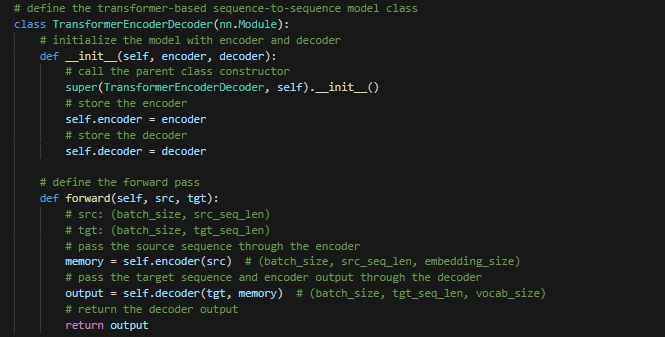 # define the transformer-based sequence-to-sequence model class
class TransformerEncoderDecoder(nn.Module):
    # initialize the model with encoder and decoder
    def __init__(self, encoder, decoder):
        # call the parent class constructor
        super(TransformerEncoderDecoder, self).__init__()
        # store the encoder
        self.encoder = encoder
        # store the decoder
        self.decoder = decoder

    # define the forward pass
    def forward(self, src, tgt):
        # src: (batch_size, src_seq_len)
        # tgt: (batch_size, tgt_seq_len)
        # pass the source sequence through the encoder
        memory = self.encoder(src)  # (batch_size, src_seq_len, embedding_size)
        # pass the target sequence and encoder output through the decoder
        output = self.decoder(tgt, memory)  # (batch_size, tgt_seq_len, vocab_size)
        # return the decoder output
        return output